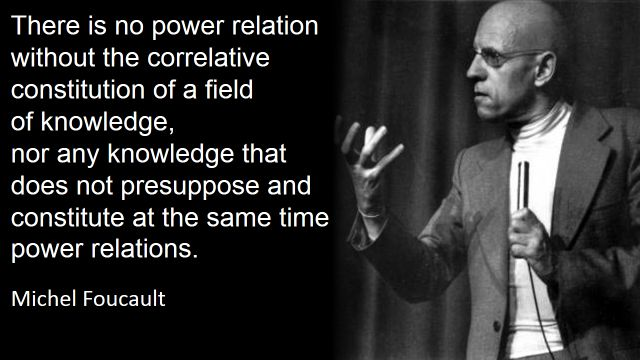 There is no power relation
without the correlative
constitution of a field
of knowledge,
nor any knowledge that
does not presuppose and
constitute at the same time
power relations.
Michel Foucault